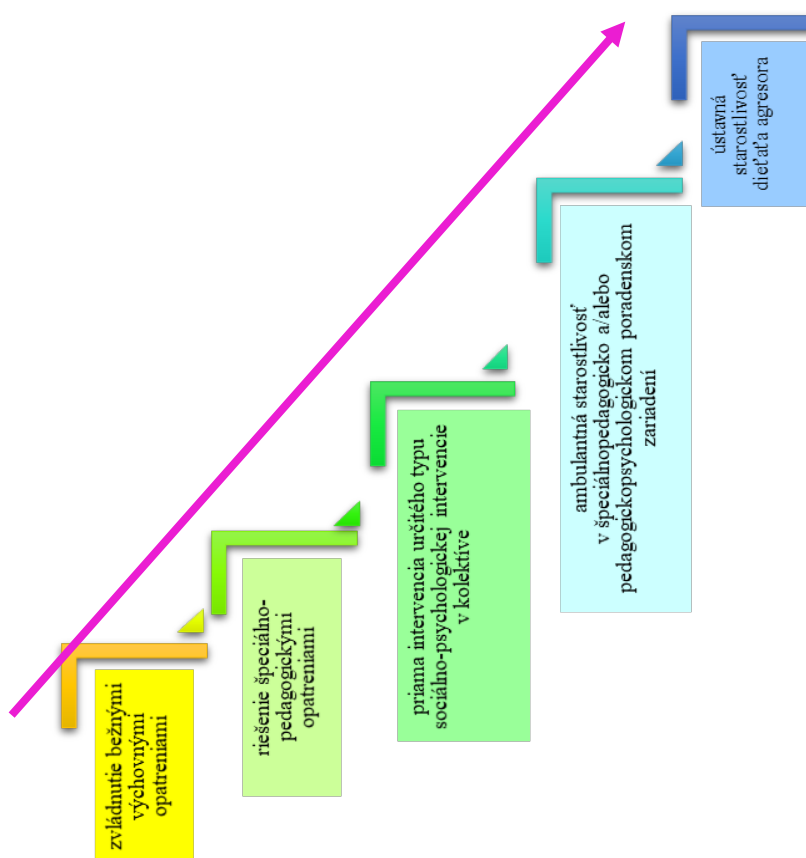 zvládnutie bežnými
výchovnými
opatreniami
riešenie špeciálno-
pedagogickými
opatreniami
priama intervencia určitého typu
sociálno-psychologickej intervencie
v kolektíve
ambulantná starostlivosť
v špeciálnopedagogicko a/alebo
pedagogickopsychologickom poradenskom
zariadení
ústavná
starostlivosť
dieťaťa agresora